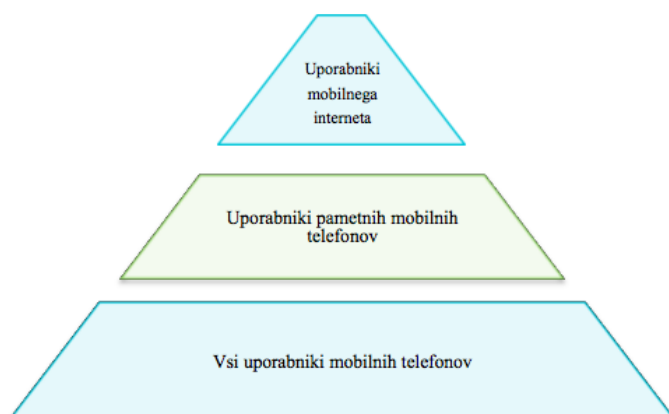 Uporabniki
mobilnega
interneta
Uporabniki pametnih mobilnih
telefonov
Vsi uporabniki mobilnih telefonov